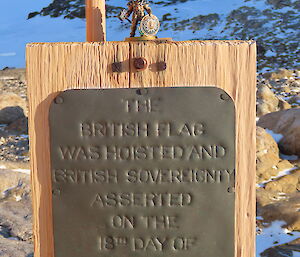 THE
BRITISH FLAG
WAS HOISTED AND
BRITISH SOVEREIGNTY
ASSERTED
ON THE
18TH DAY OF